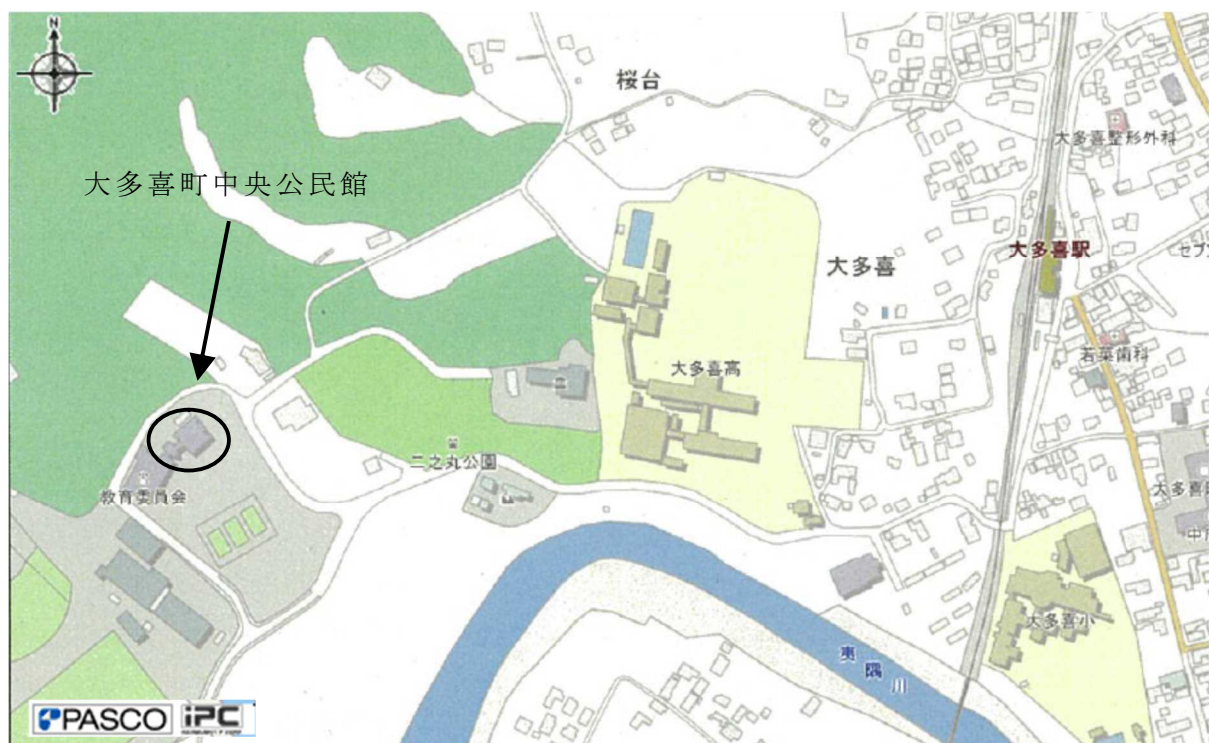 N
桜台
大多喜整形外科
大多喜町中央公民館
大多喜
大多喜駅
セブ
若菜歯科
大多喜高
二之丸公園
教育委員会
大多喜
中
大多喜小
夷隅川
PASCO iPC